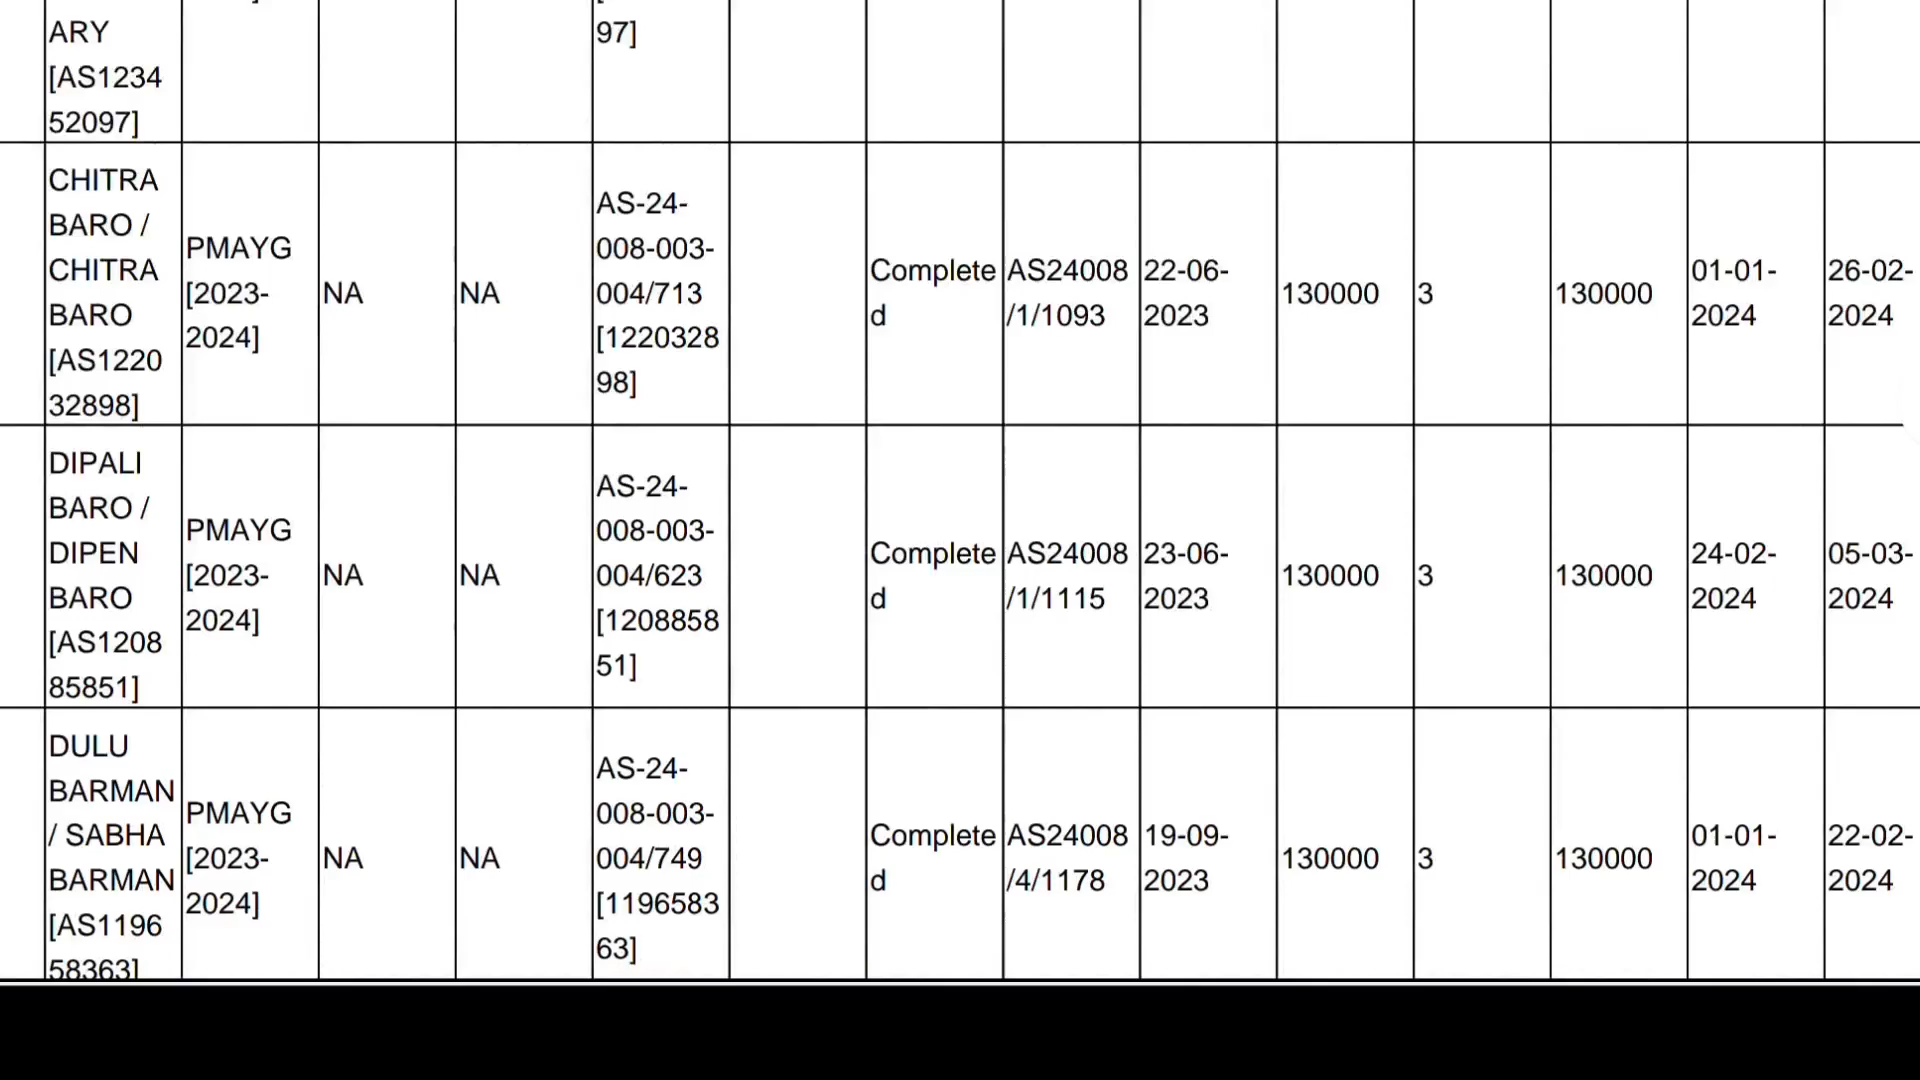 ARY
[AS1234
52097]
97]
CHITRA
BARO /
CHITRA
BARO
[AS1220
32898]
PMAYG
[2023-
2024]
NA
NA
AS-24-
008-003-
004/713
[1220328
98]
Complete
d
AS24008
/1/1093
22-06-
2023
130000
3
130000
01-01-
2024
26-02-
2024
DIPALI
BARO /
DIPEN
BARO
[AS1208
85851]
PMAYG
[2023-
2024]
NA
NA
AS-24-
008-003-
004/623
[1208858
51]
Complete
d
AS24008
/1/1115
23-06-
2023
130000
3
130000
24-02-
2024
05-03-
2024
DULU
BARMAN
/ SABHA
BARMAN
[AS1196
58363]
PMAYG
[2023-
2024]
NA
NA
AS-24-
008-003-
004/749
[1196583
63]
Complete
d
AS24008
/4/1178
19-09-
2023
130000
3
130000
01-01-
2024
22-02-
2024